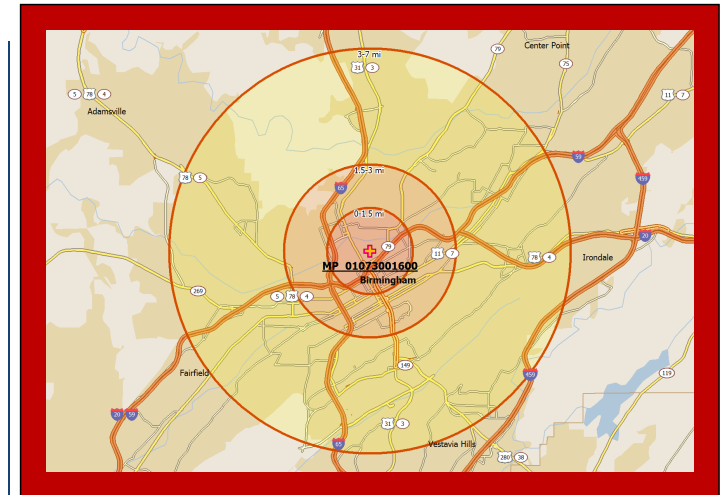 79
Center Point
3-7 mi
31 3
75
5 78 4
Adamsville
11 7
59
1.5-3 mi
78 5
459
65
0-1.5 mi
20
79
11 7
78 4
Irondale
MP_01073001600
Birmingham
269
5 78 4
149
119
Fairfield
459
20 59
31 3
65
Vestavia Hills
280 38